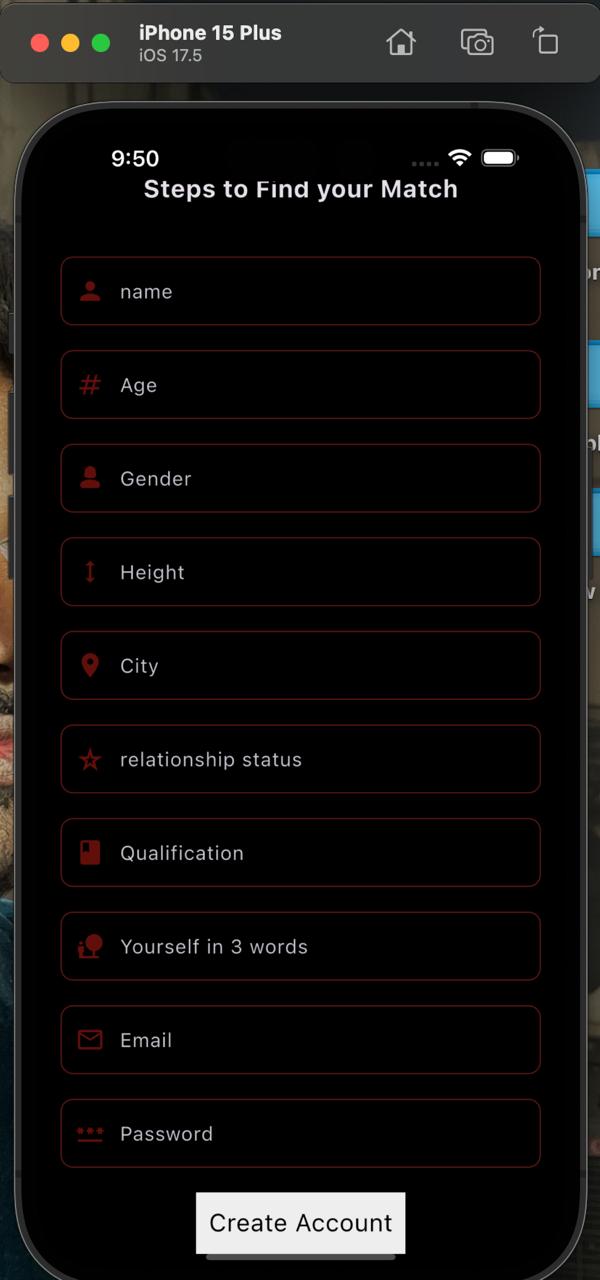 iPhone 15 Plus
iOS 17.5
9:50
Steps to Find your Match
name
# Age
Gender
Height
City
relationship status
Qualification
Yourself in 3 words
Email
*** Password
Create Account